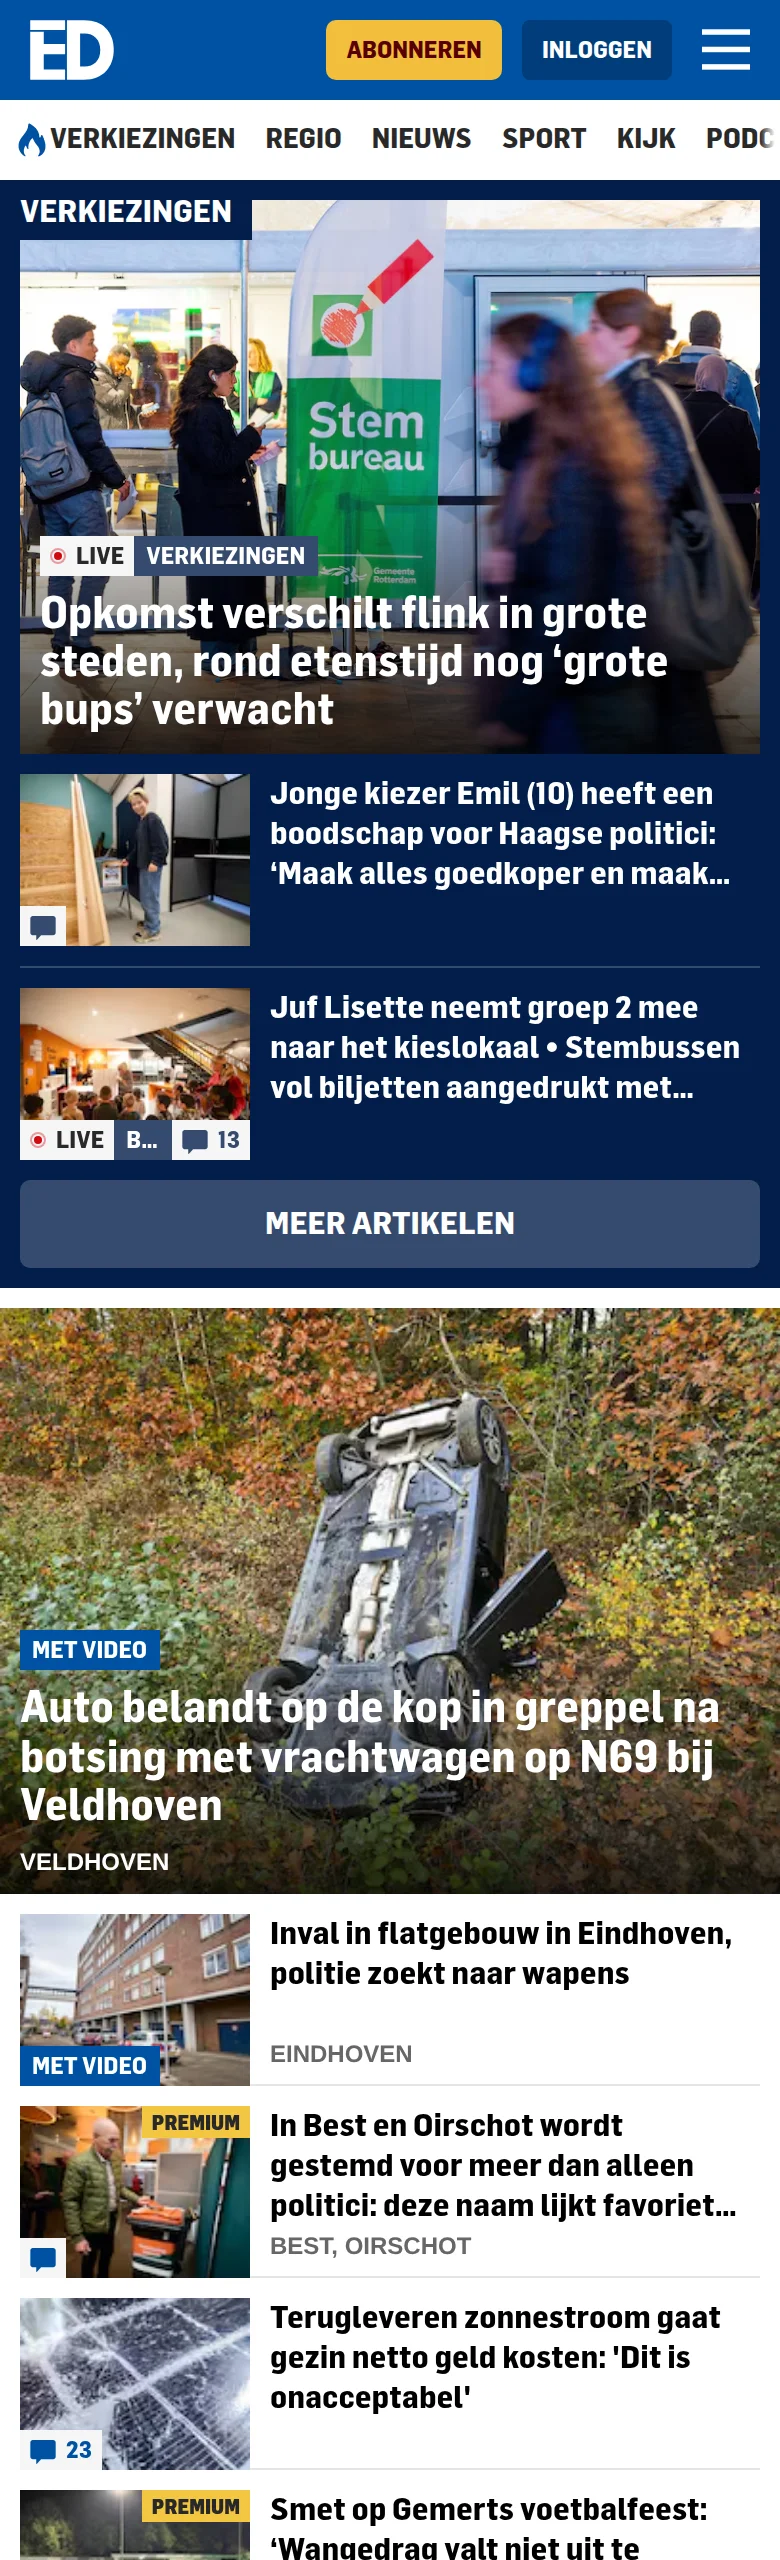 ED
ABONNEREN
INLOGGEN
VERKIEZINGEN REGIO NIEUWS SPORT KIJK PODC
VERKIEZINGEN
Stem
bureau
Gemeente
Rotterdam
LIVE VERKIEZINGEN
Opkomst verschilt flink in grote
steden, rond etenstijd nog ‘grote
bups’ verwacht
Jonge kiezer Emil (10) heeft een
boodschap voor Haagse politici:
‘Maak alles goedkoper en maak...
Juf Lisette neemt groep 2 mee
naar het kieslokaal • Stembussen
vol biljetten aangedrukt met...
LIVE B... 13
MEER ARTIKELEN
MET VIDEO
Auto belandt op de kop in greppel na
botsing met vrachtwagen op N69 bij
Veldhoven
VELDHOVEN
Inval in flatgebouw in Eindhoven,
politie zoekt naar wapens
EINDHOVEN
MET VIDEO
PREMIUM
In Best en Oirschot wordt
gestemd voor meer dan alleen
politici: deze naam lijkt favoriet...
BEST, OIRSCHOT
Terugleveren zonnestroom gaat
gezin netto geld kosten: 'Dit is
onacceptabel'
23
PREMIUM
Smet op Gemerts voetbalfeest:
‘Wangedrag valt niet uit te